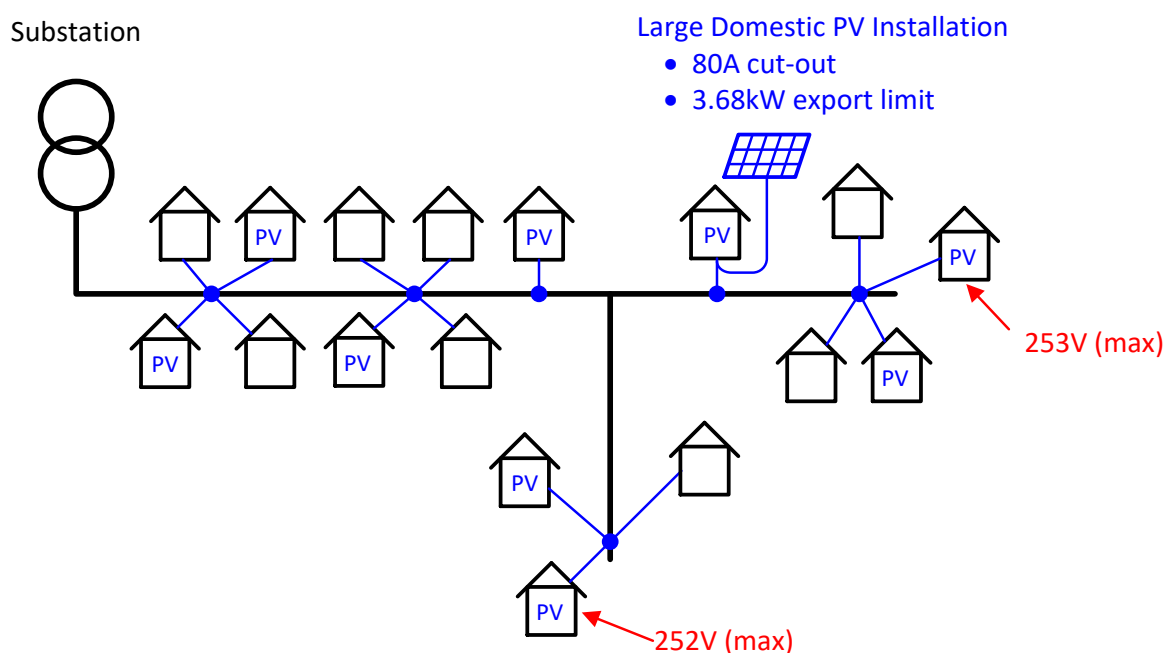 Substation
Large Domestic PV Installation
• 80A cut-out
• 3.68kW export limit
PV
PV
PV
PV
PV
PV
PV
PV
253V (max)
PV
PV
252V (max)